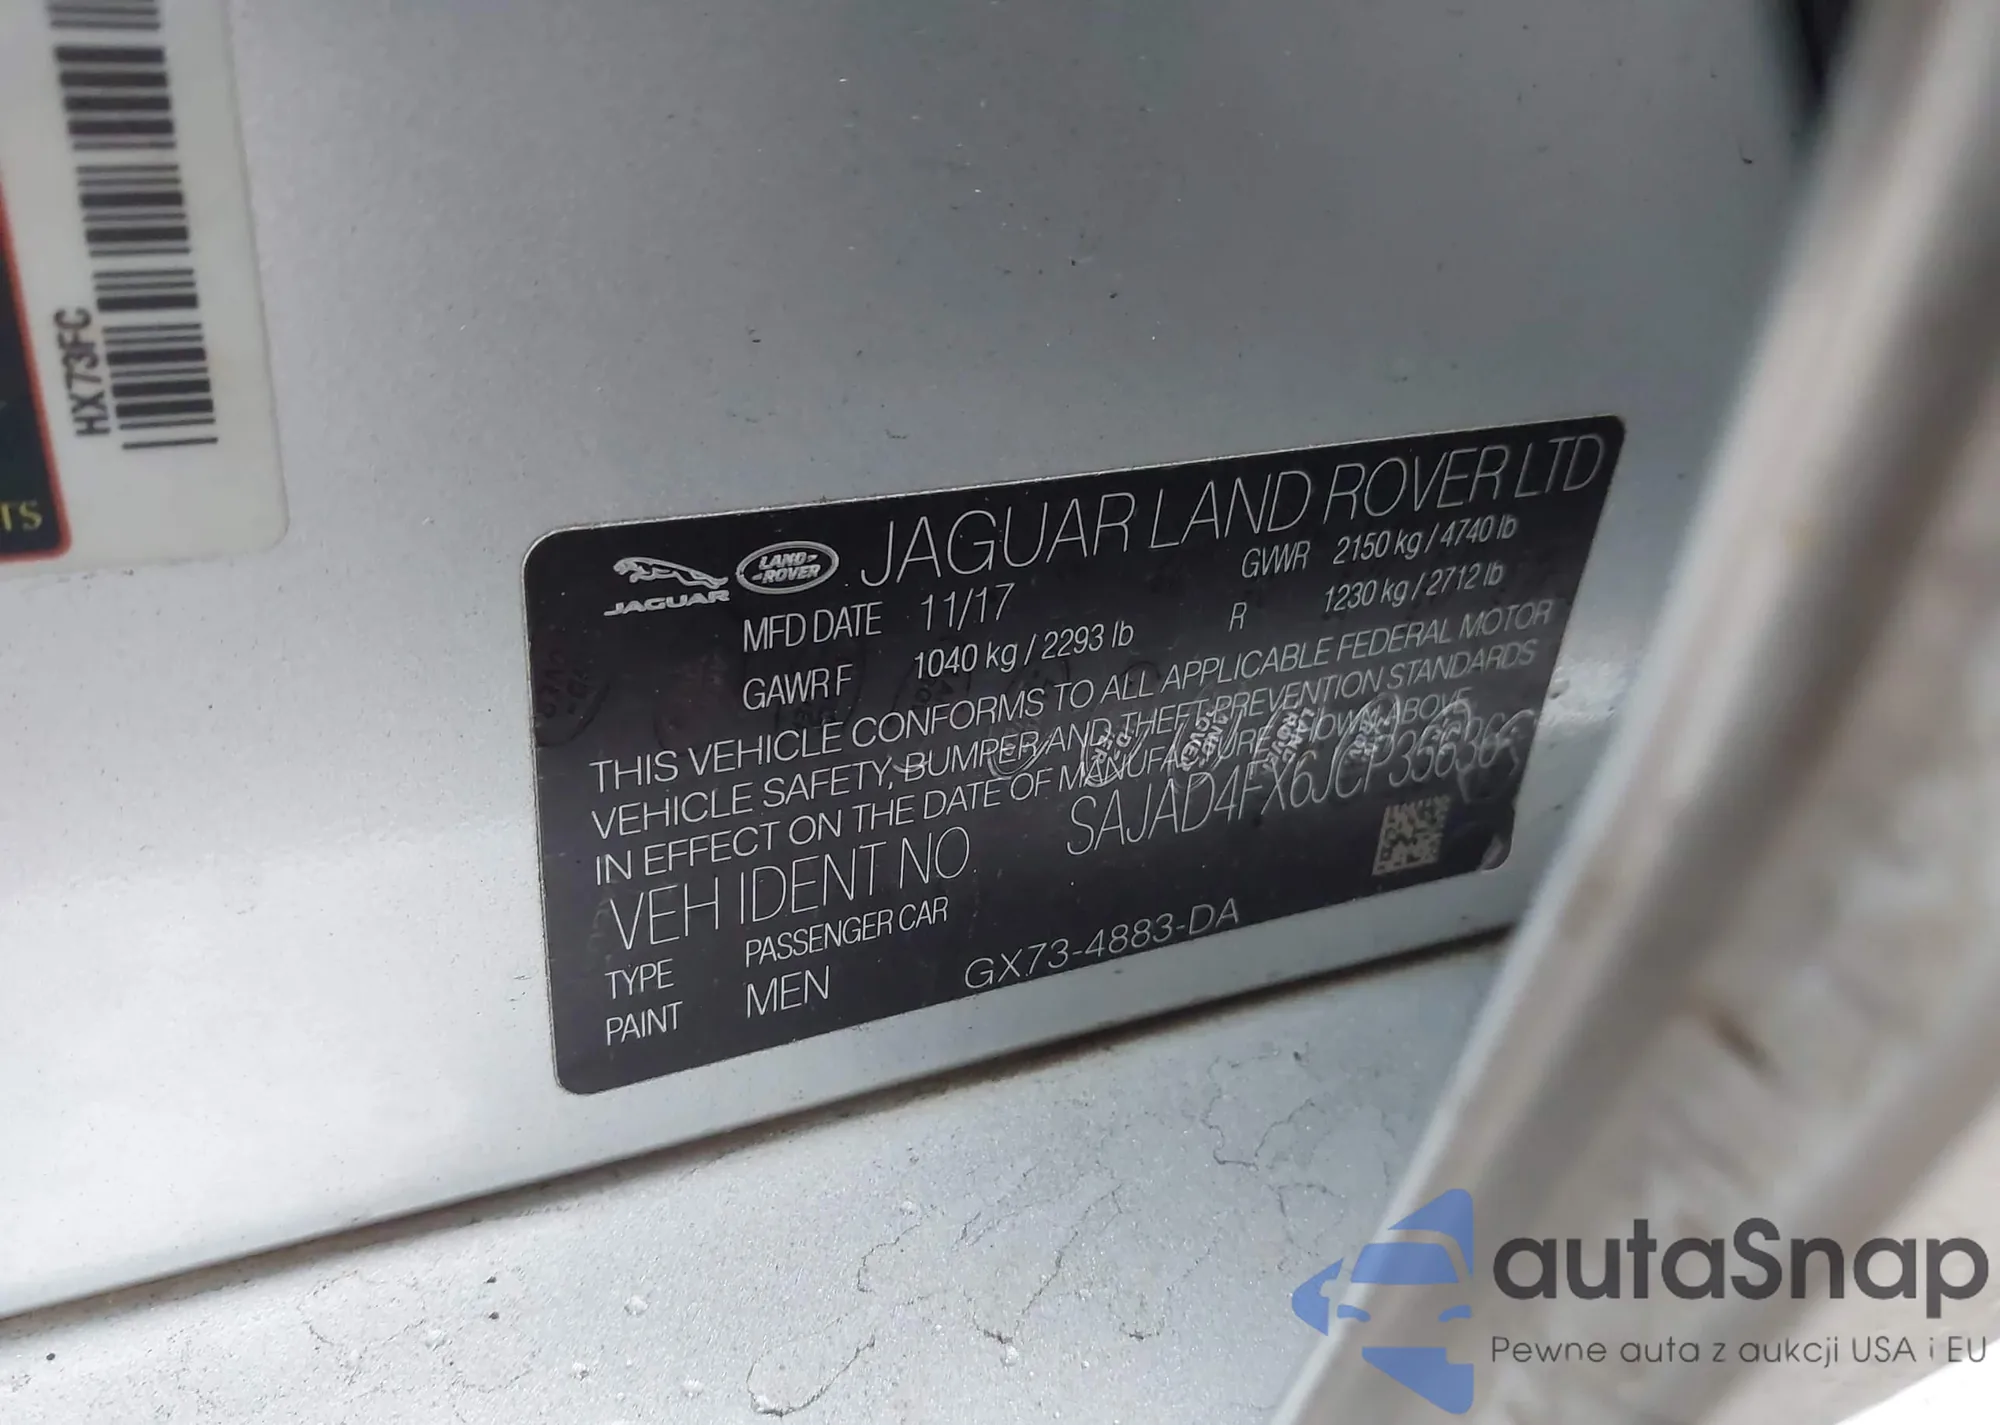 HX73FC
TS
JAGUAR
LAND ROVER
JAGUAR LAND ROVER LTD
MFD DATE 11/17 GVWR 2150 kg / 4740 lb
GAWR F 1040 kg / 2293 lb R 1230 kg / 2712 lb
THIS VEHICLE CONFORMS TO ALL APPLICABLE FEDERAL MOTOR
VEHICLE SAFETY, BUMPER AND THEFT PREVENTION STANDARDS
IN EFFECT ON THE DATE OF MANUFACTURE SHOWN ABOVE
VEH IDENT NO SAJAD4FX6JCP35636
TYPE PASSENGER CAR
PAINT MEN GX73-4883-DA
autaSnap
Pewne auta z aukcji USA i EU